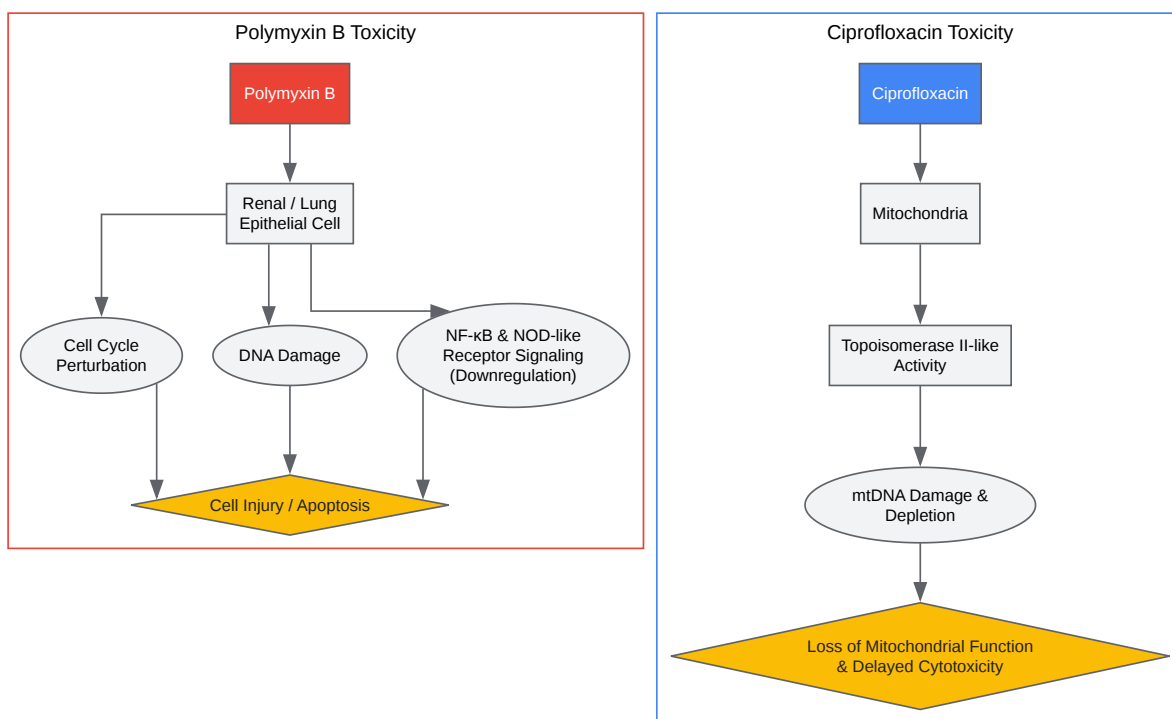 Polymyxin B Toxicity
Polymyxin B
Renal / Lung
Epithelial Cell
Cell Cycle
Perturbation
DNA Damage
NF-κB & NOD-like
Receptor Signaling
(Downregulation)
Cell Injury / Apoptosis
Ciprofloxacin Toxicity
Ciprofloxacin
Mitochondria
Topoisomerase II-like
Activity
mtDNA Damage &
Depletion
Loss of Mitochondrial Function
& Delayed Cytotoxicity